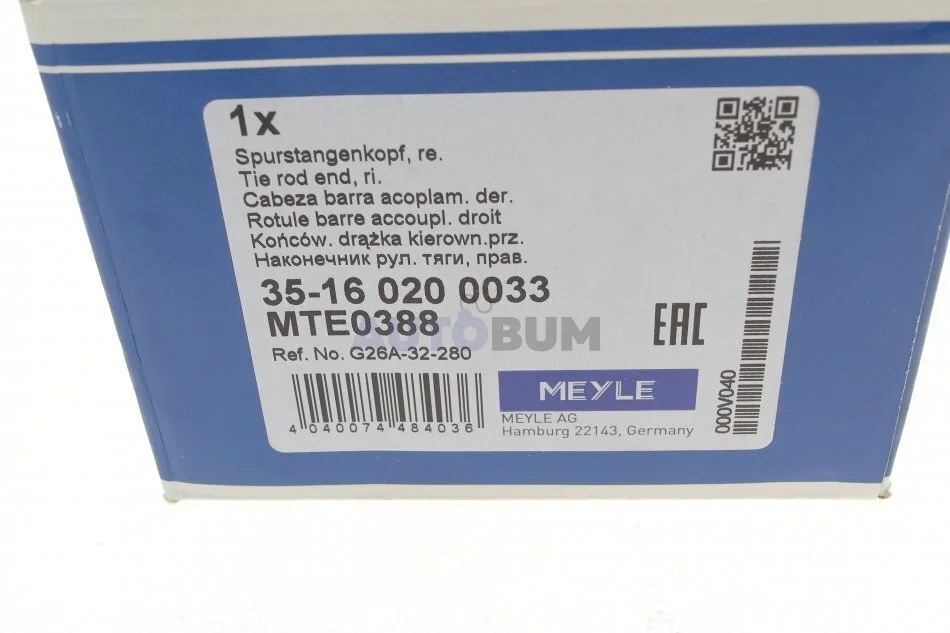 1x
Spurstangenkopf, re.
Tie rod end, ri.
Cabeza barra acoplam. der.
Rotule barre accoupl. droit
Końców. drążka kierown.prz.
Наконечник рул. тяги, прав.
35-16 020 0033
MTE0388
AUTOBUM
EAC
Ref. No. G26A-32-280
4 040074 484036
MEYLE
MEYLE AG
Hamburg 22143, Germany
000V040